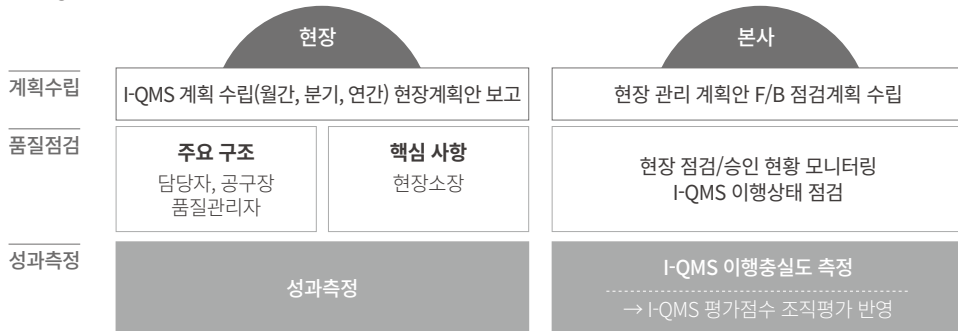 현장
본사
계획수립
I-QMS 계획 수립(월간, 분기, 연간) 현장계획안 보고
현장 관리 계획안 F/B 점검계획 수립
품질점검
주요 구조
담당자, 공구장
품질관리자
핵심 사항
현장소장
현장 점검/승인 현황 모니터링
I-QMS 이행상태 점검
성과측정
성과측정
I-QMS 이행충실도 측정
→ I-QMS 평가점수 조직평가 반영